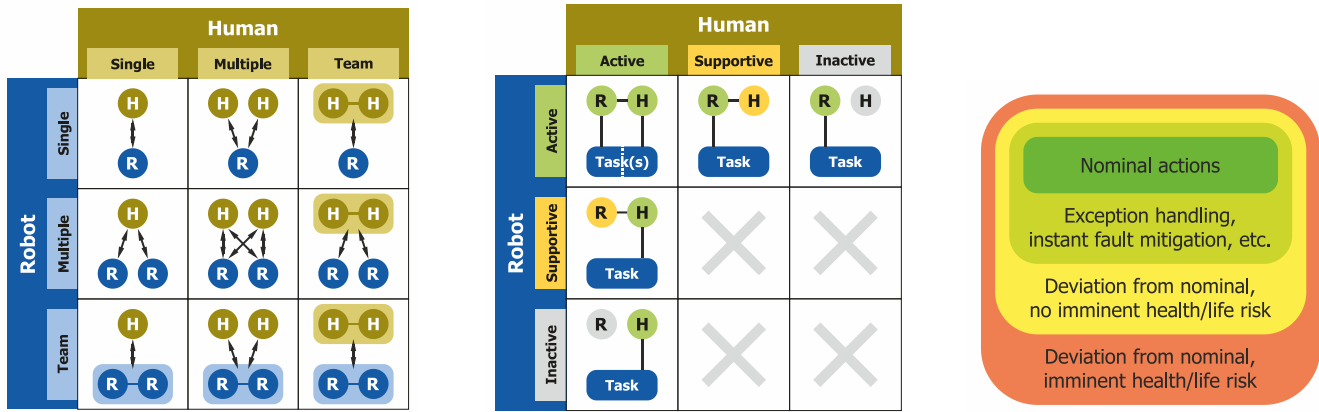 Human
Single
Multiple
Team
Robot
Single
H
R
H H
R
H H
R
Multiple
H
R R
H H
R R
H H
R R
Team
H
R R
H H
R R
H H
R R
Human
Active
Supportive
Inactive
Robot
Active
R H
Task(s)
R H
Task
R H
Task
Supportive
R H
Task
Inactive
R H
Task
Nominal actions
Exception handling,
instant fault mitigation, etc.
Deviation from nominal,
no imminent health/life risk
Deviation from nominal,
imminent health/life risk